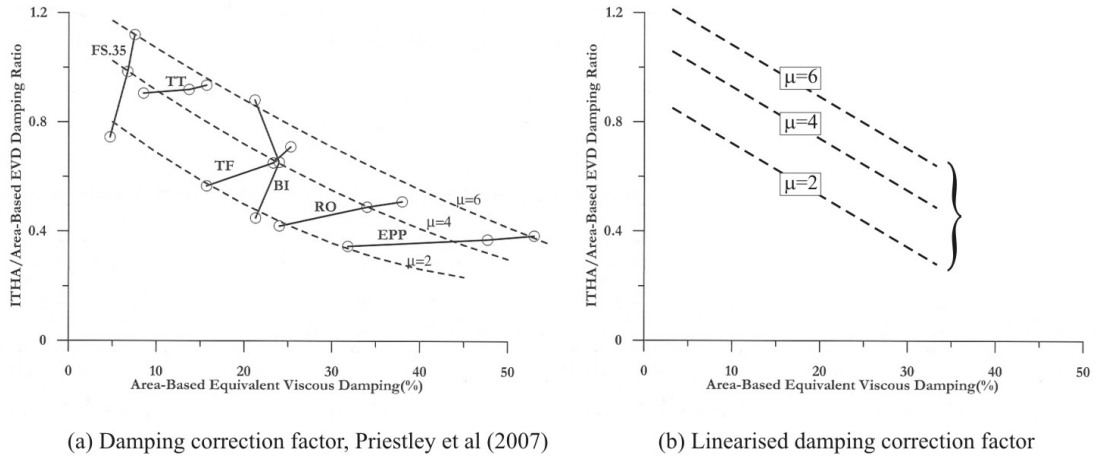 1.2
0.8
0.4
0
ITHA/Area-Based EVD Damping Ratio
FS.35
TT
TF
BI
RO
EPP
μ=6
μ=4
μ=2
0 10 20 30 40 50
Area-Based Equivalent Viscous Damping(%)
(a) Damping correction factor, Priestley et al (2007)
1.2
0.8
0.4
0
ITHA/Area-Based EVD Damping Ratio
μ=6
μ=4
μ=2
0 10 20 30 40 50
Area-Based Equivalent Viscous Damping(%)
(b) Linearised damping correction factor